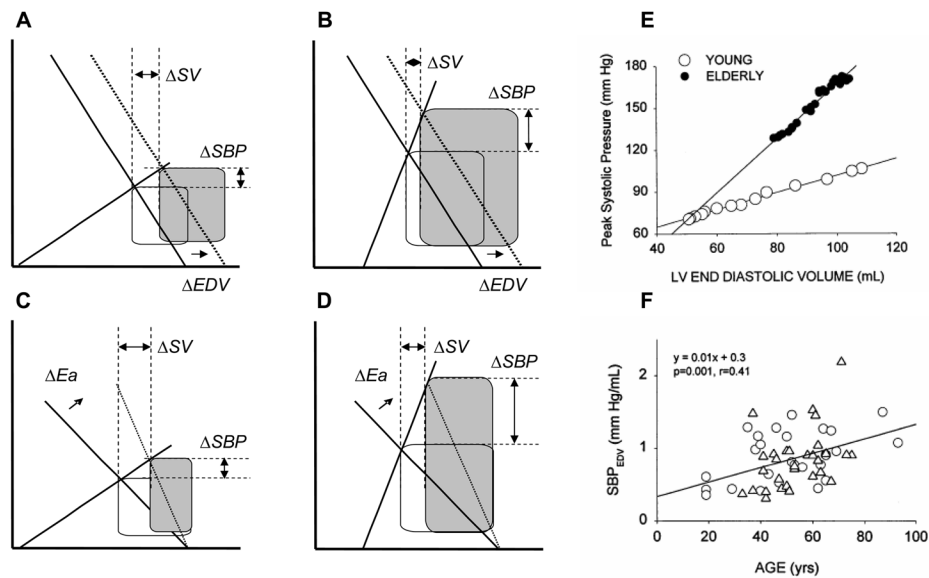 A
ΔSV
ΔSBP
ΔEDV
B
ΔSV
ΔSBP
ΔEDV
C
ΔEa
ΔSV
ΔSBP
D
ΔEa
ΔSV
ΔSBP
E
YOUNG
ELDERLY
Peak Systolic Pressure (mm Hg)
180
150
120
90
60
40 60 80 100 120
LV END DIASTOLIC VOLUME (mL)
F
y = 0.01x + 0.3
p=0.001, r=0.41
SBP_EDV (mm Hg/mL)
2
1
0
0 20 40 60 80 100
AGE (yrs)